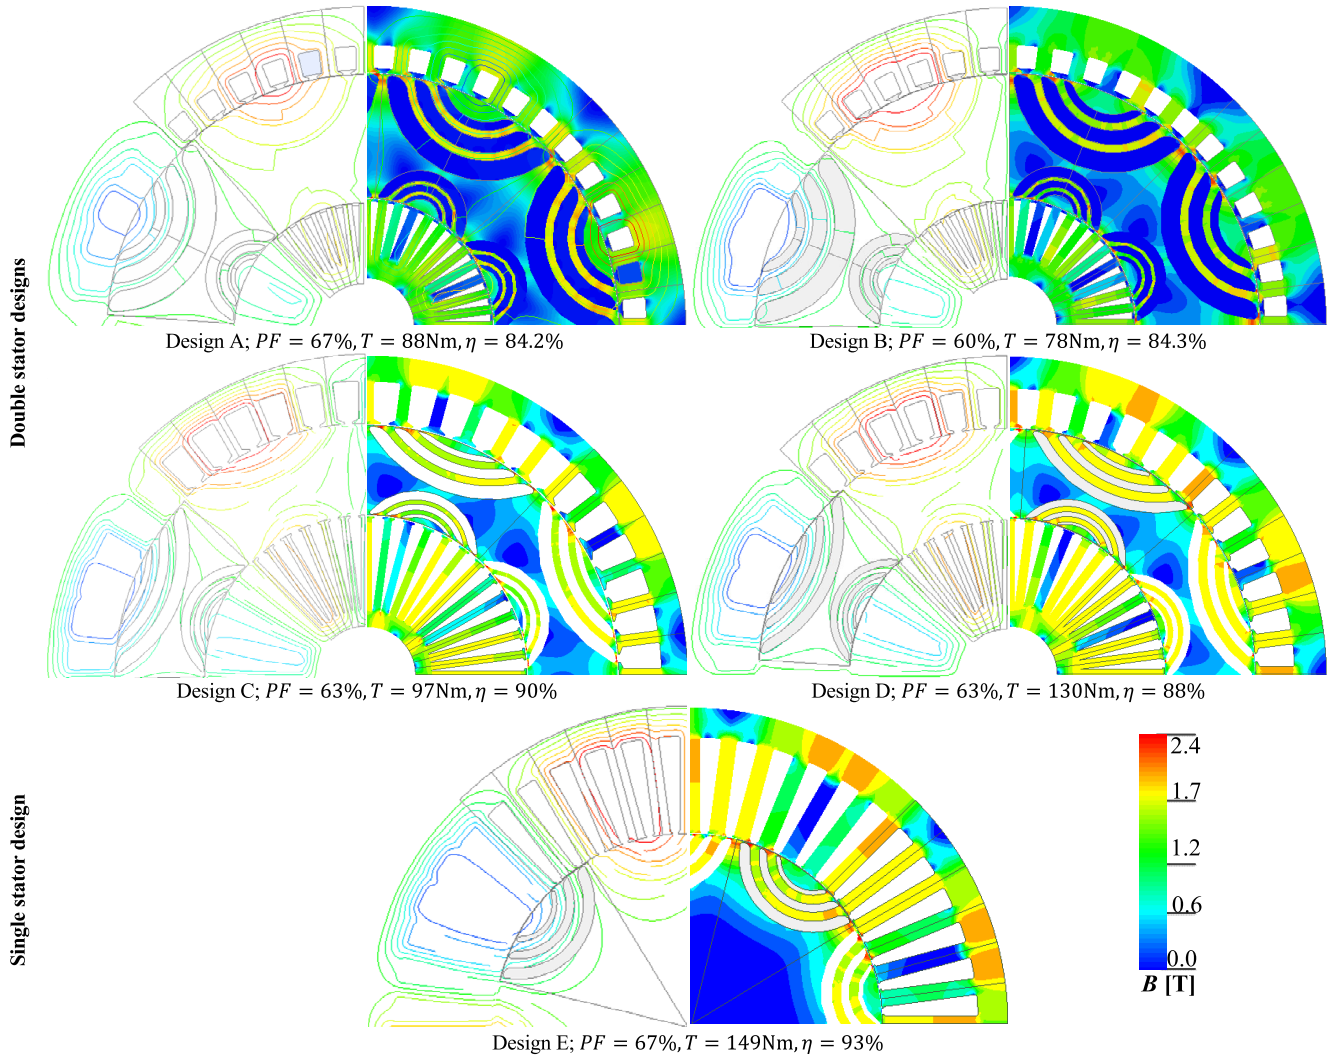 Double stator designs
Design A; PF = 67%, T = 88Nm, η = 84.2%
Design B; PF = 60%, T = 78Nm, η = 84.3%
Design C; PF = 63%, T = 97Nm, η = 90%
Design D; PF = 63%, T = 130Nm, η = 88%
Single stator design
2.4
1.7
1.2
0.6
0.0
B [T]
Design E; PF = 67%, T = 149Nm, η = 93%